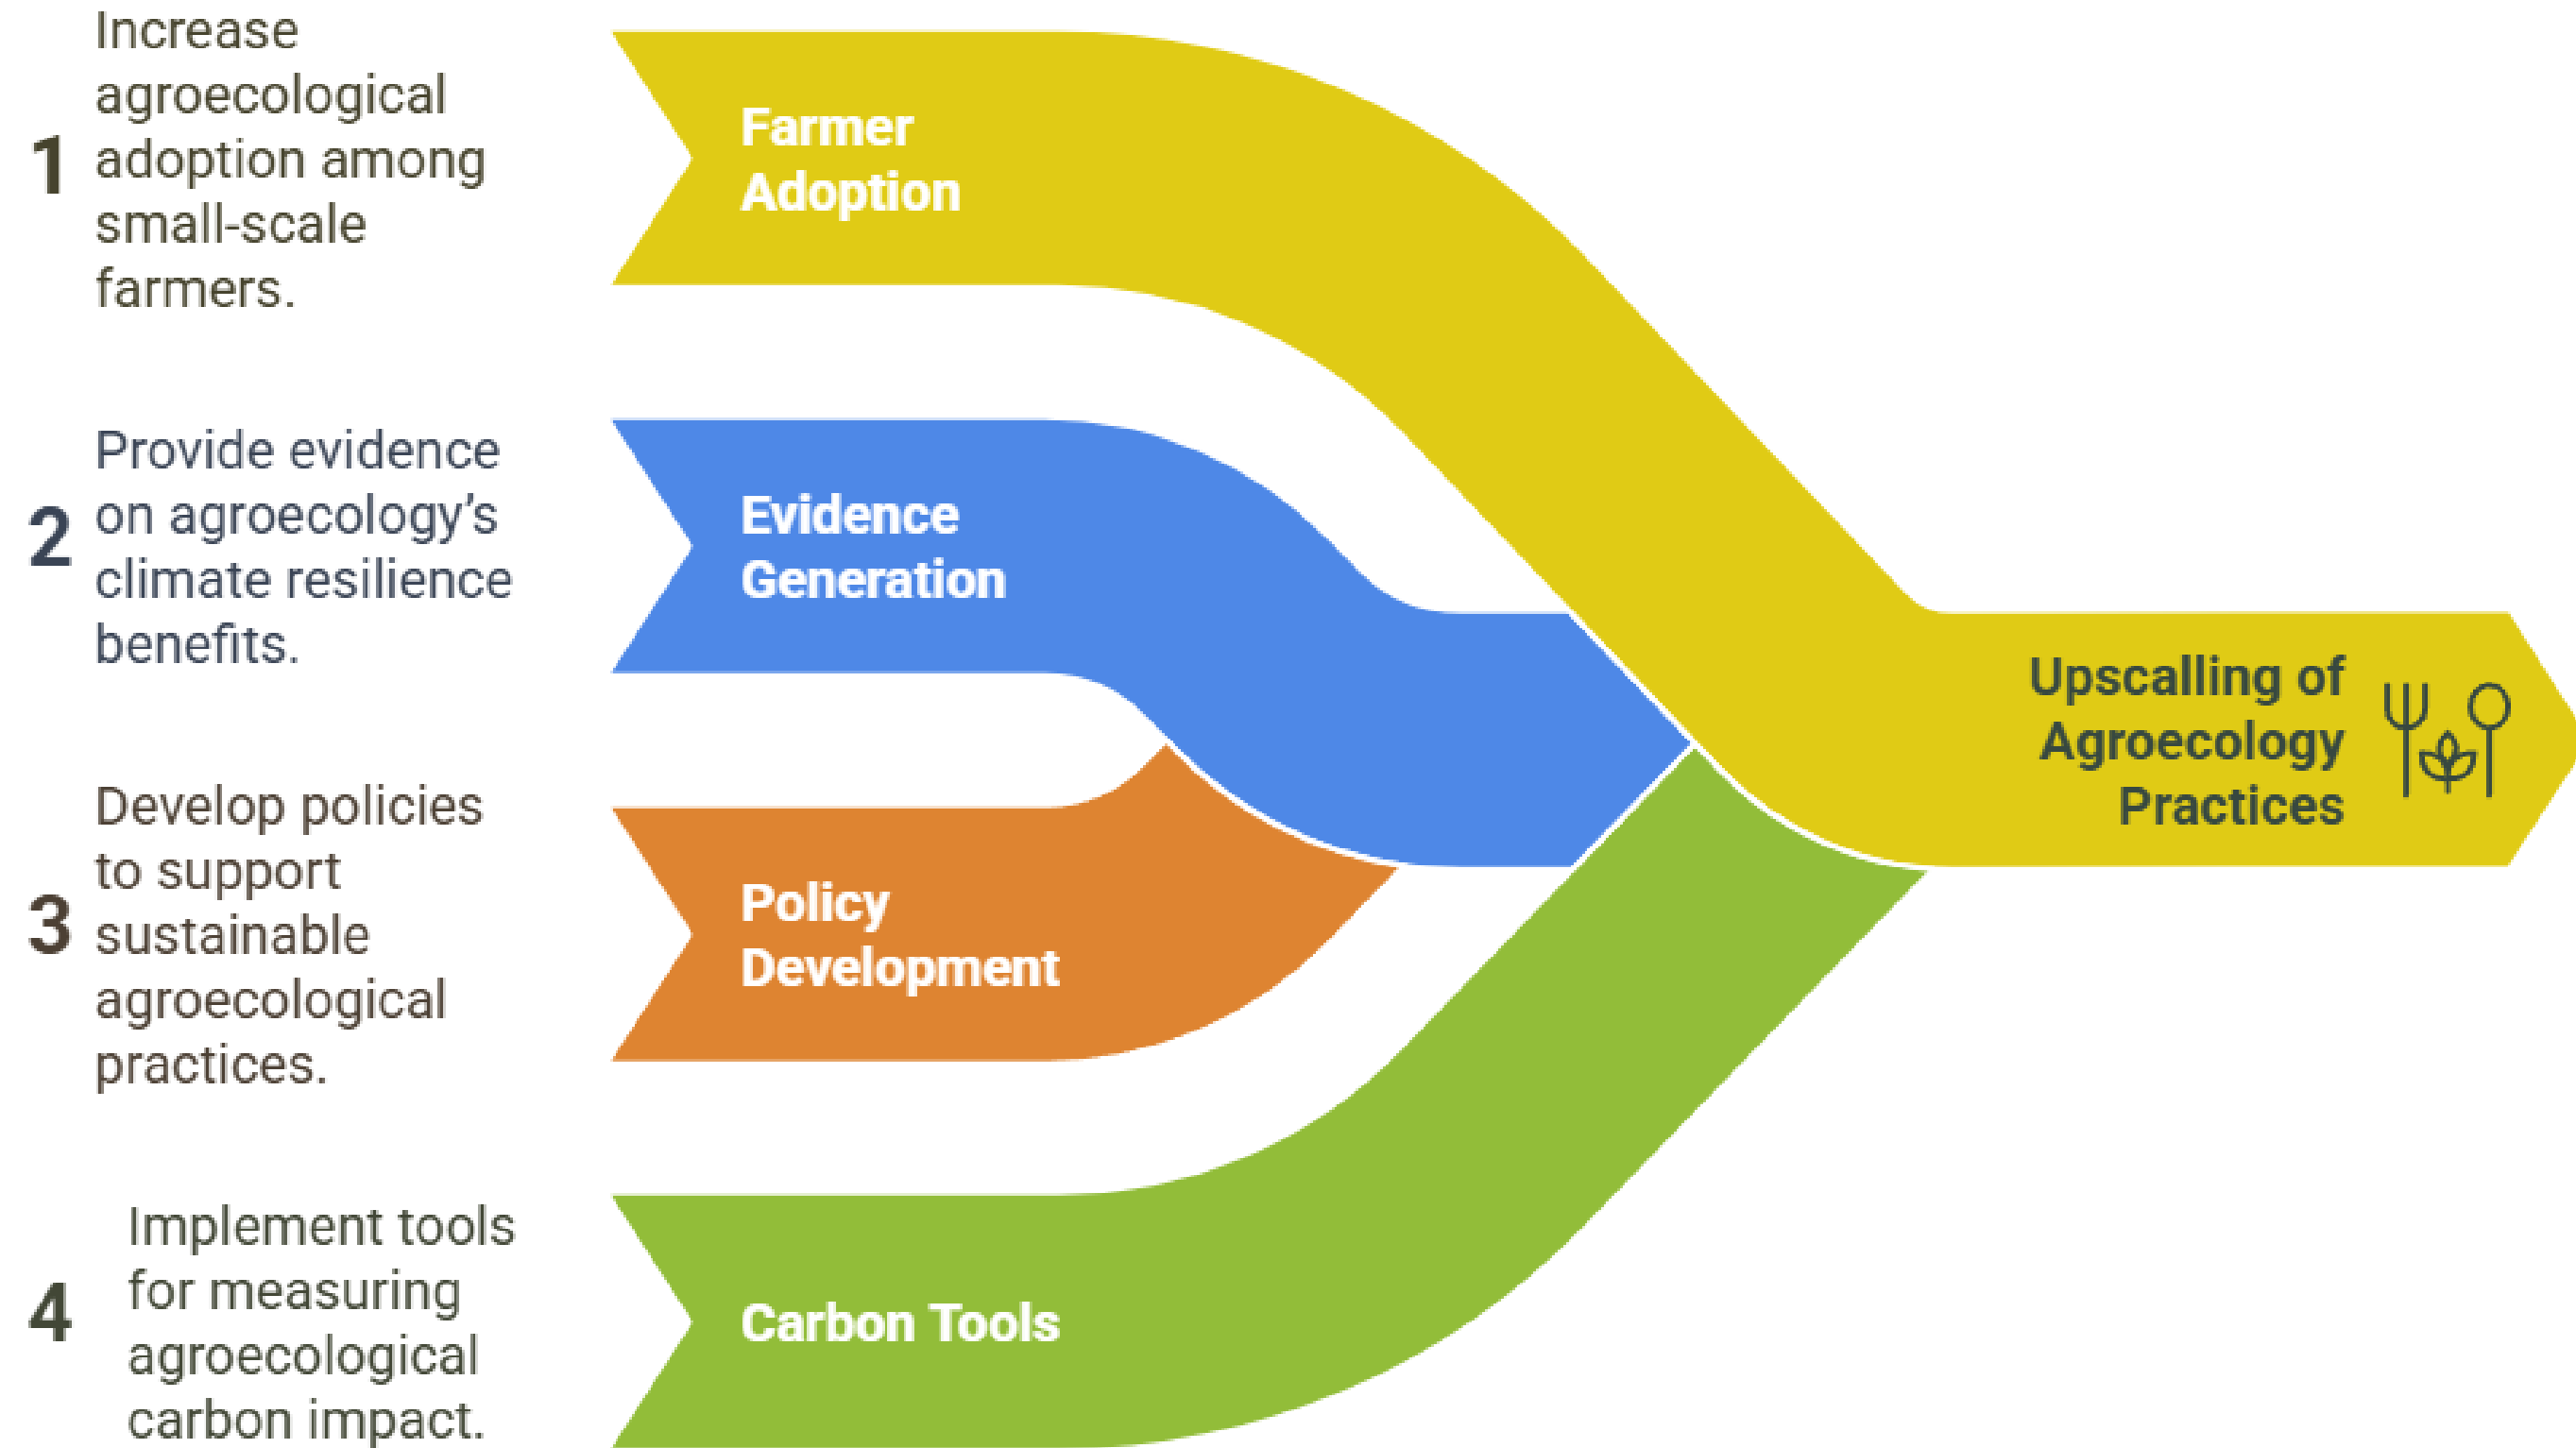 1
Increase
agroecological
adoption among
small-scale
farmers.
Farmer
Adoption
2
Provide evidence
on agroecology's
climate resilience
benefits.
Evidence
Generation
3
Develop policies
to support
sustainable
agroecological
practices.
Policy
Development
4
Implement tools
for measuring
agroecological
carbon impact.
Carbon Tools
Upscalling of
Agroecology
Practices